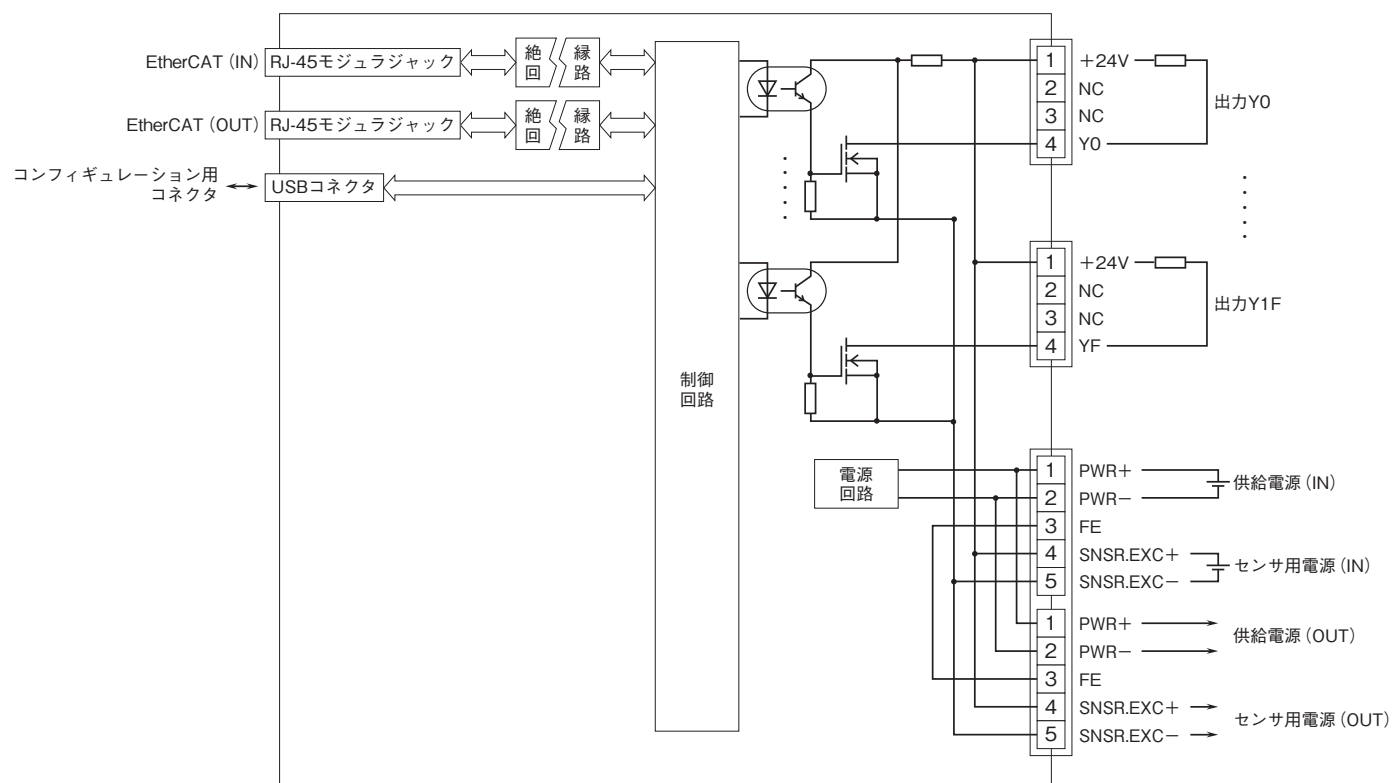 EtherCAT (IN)
RJ-45モジュラジャック
絶 縁
回 路
EtherCAT (OUT)
RJ-45モジュラジャック
絶 縁
回 路
コンフィギュレーション用
コネクタ
USBコネクタ
制御
回路
1 +24V
2 NC
3 NC
4 Y0
出力Y0
1 +24V
2 NC
3 NC
4 YF
出力Y1F
電源
回路
1 PWR+
2 PWR−
供給電源 (IN)
3 FE
4 SNSR.EXC+
5 SNSR.EXC−
センサ用電源 (IN)
1 PWR+
2 PWR−
供給電源 (OUT)
3 FE
4 SNSR.EXC+
5 SNSR.EXC−
センサ用電源 (OUT)